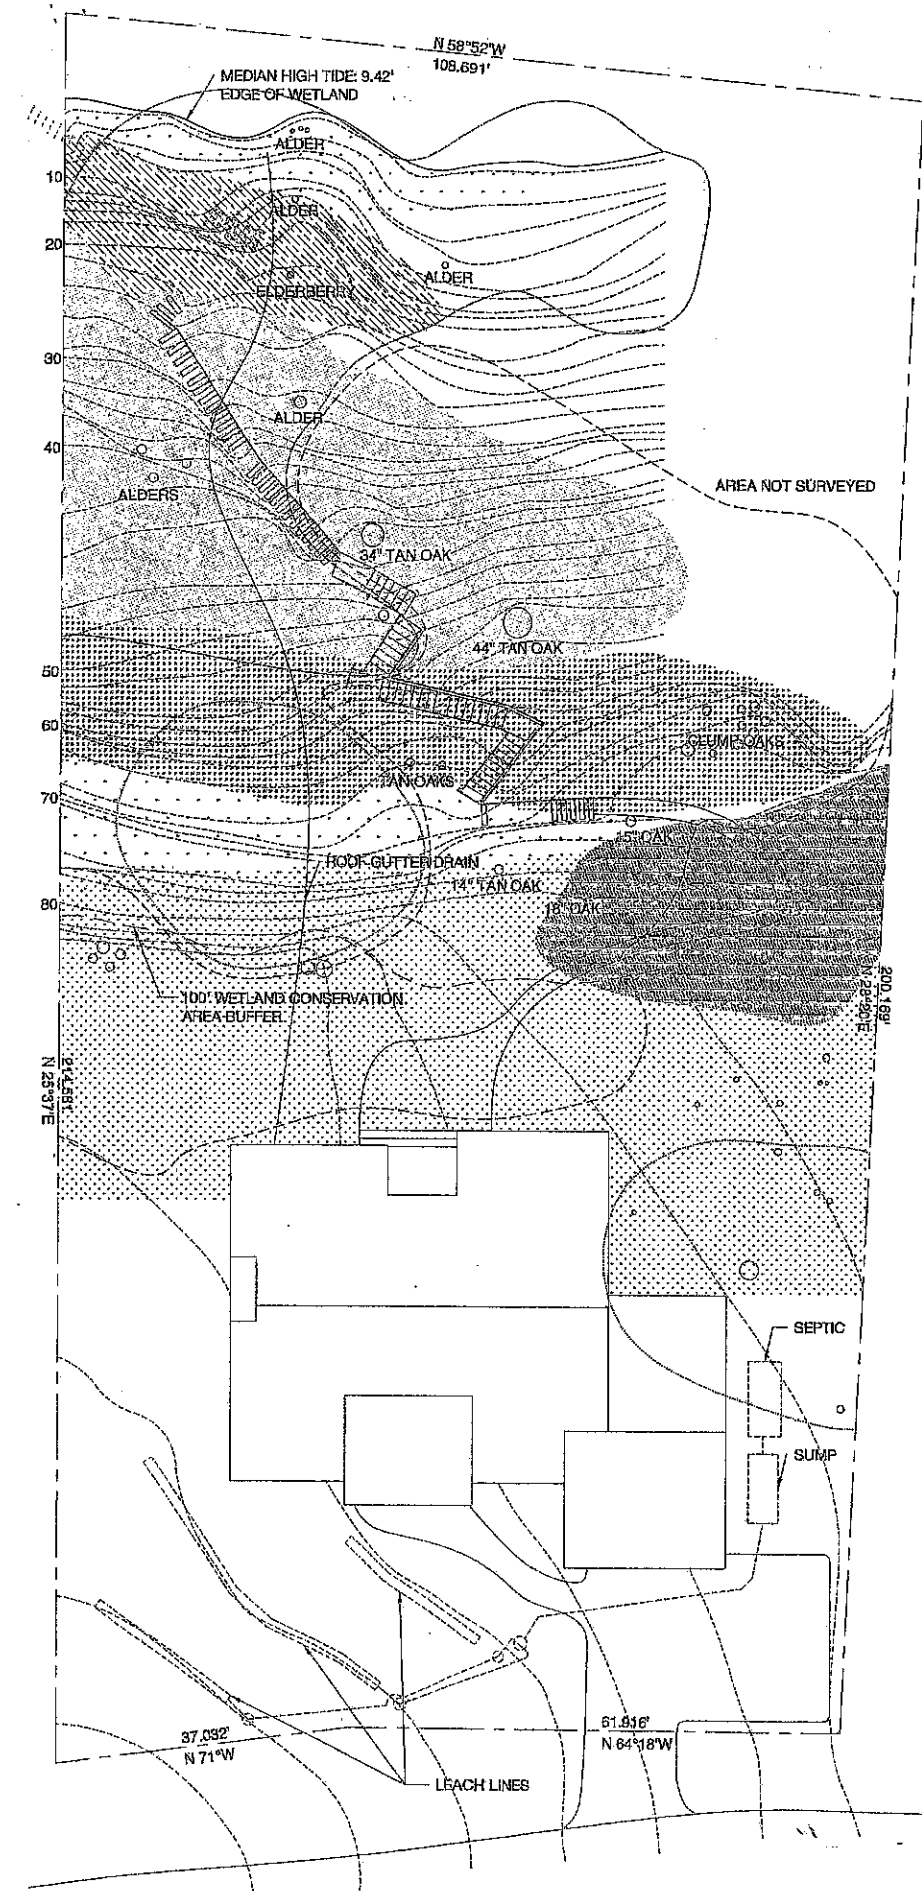 N 58°52'W
108.691'
MEDIAN HIGH TIDE: 9.42'
EDGE OF WETLAND
ALDER
10
ALDER
20
ALDER
ELDERBERRY
30
ALDER
40
ALDERS
AREA NOT SURVEYED
34" TAN OAK
44" TAN OAK
50
60
CLUMP OAKS
TAN OAKS
70
15" OAK
ROOF GUTTER DRAIN
14" TAN OAK
80
18" OAK
100' WETLAND CONSERVATION
AREA BUFFER
200.169'
214.581'
N 25°37'E
SEPTIC
SUMP
37.032'
N 71°W
61.916'
N 64°18'W
LEACH LINES